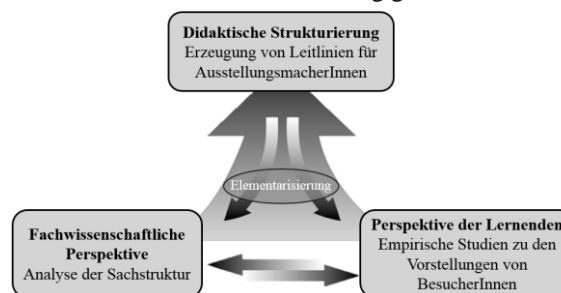 Didaktische Strukturierung
Erzeugung von Leitlinien für
AusstellungsmacherInnen
Elementarisierung
Fachwissenschaftliche
Perspektive
Analyse der Sachstruktur
Perspektive der Lernenden
Empirische Studien zu den
Vorstellungen von
BesucherInnen